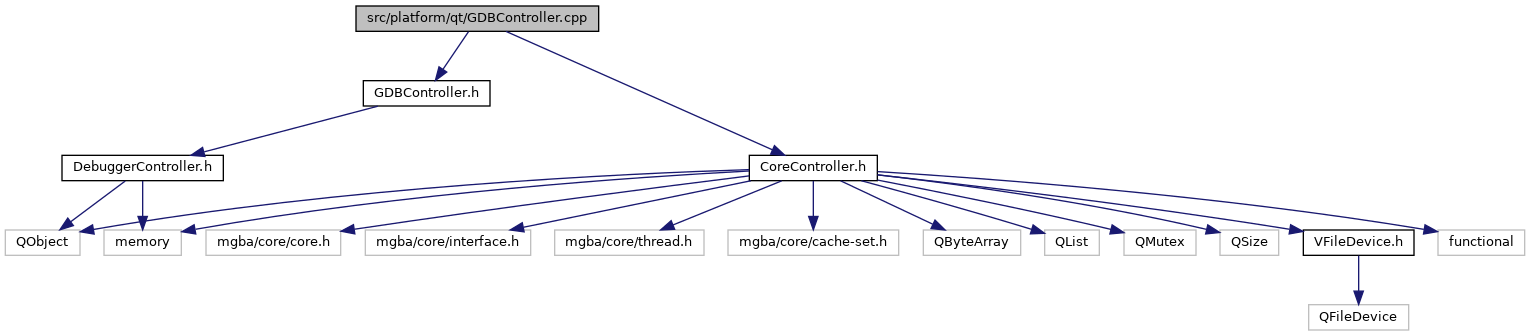 src/platform/qt/GDBController.cpp
GDBController.h
DebuggerController.h
CoreController.h
QObject
memory
mgba/core/core.h
mgba/core/interface.h
mgba/core/thread.h
mgba/core/cache-set.h
QByteArray
QList
QMutex
QSize
VFileDevice.h
functional
QFileDevice